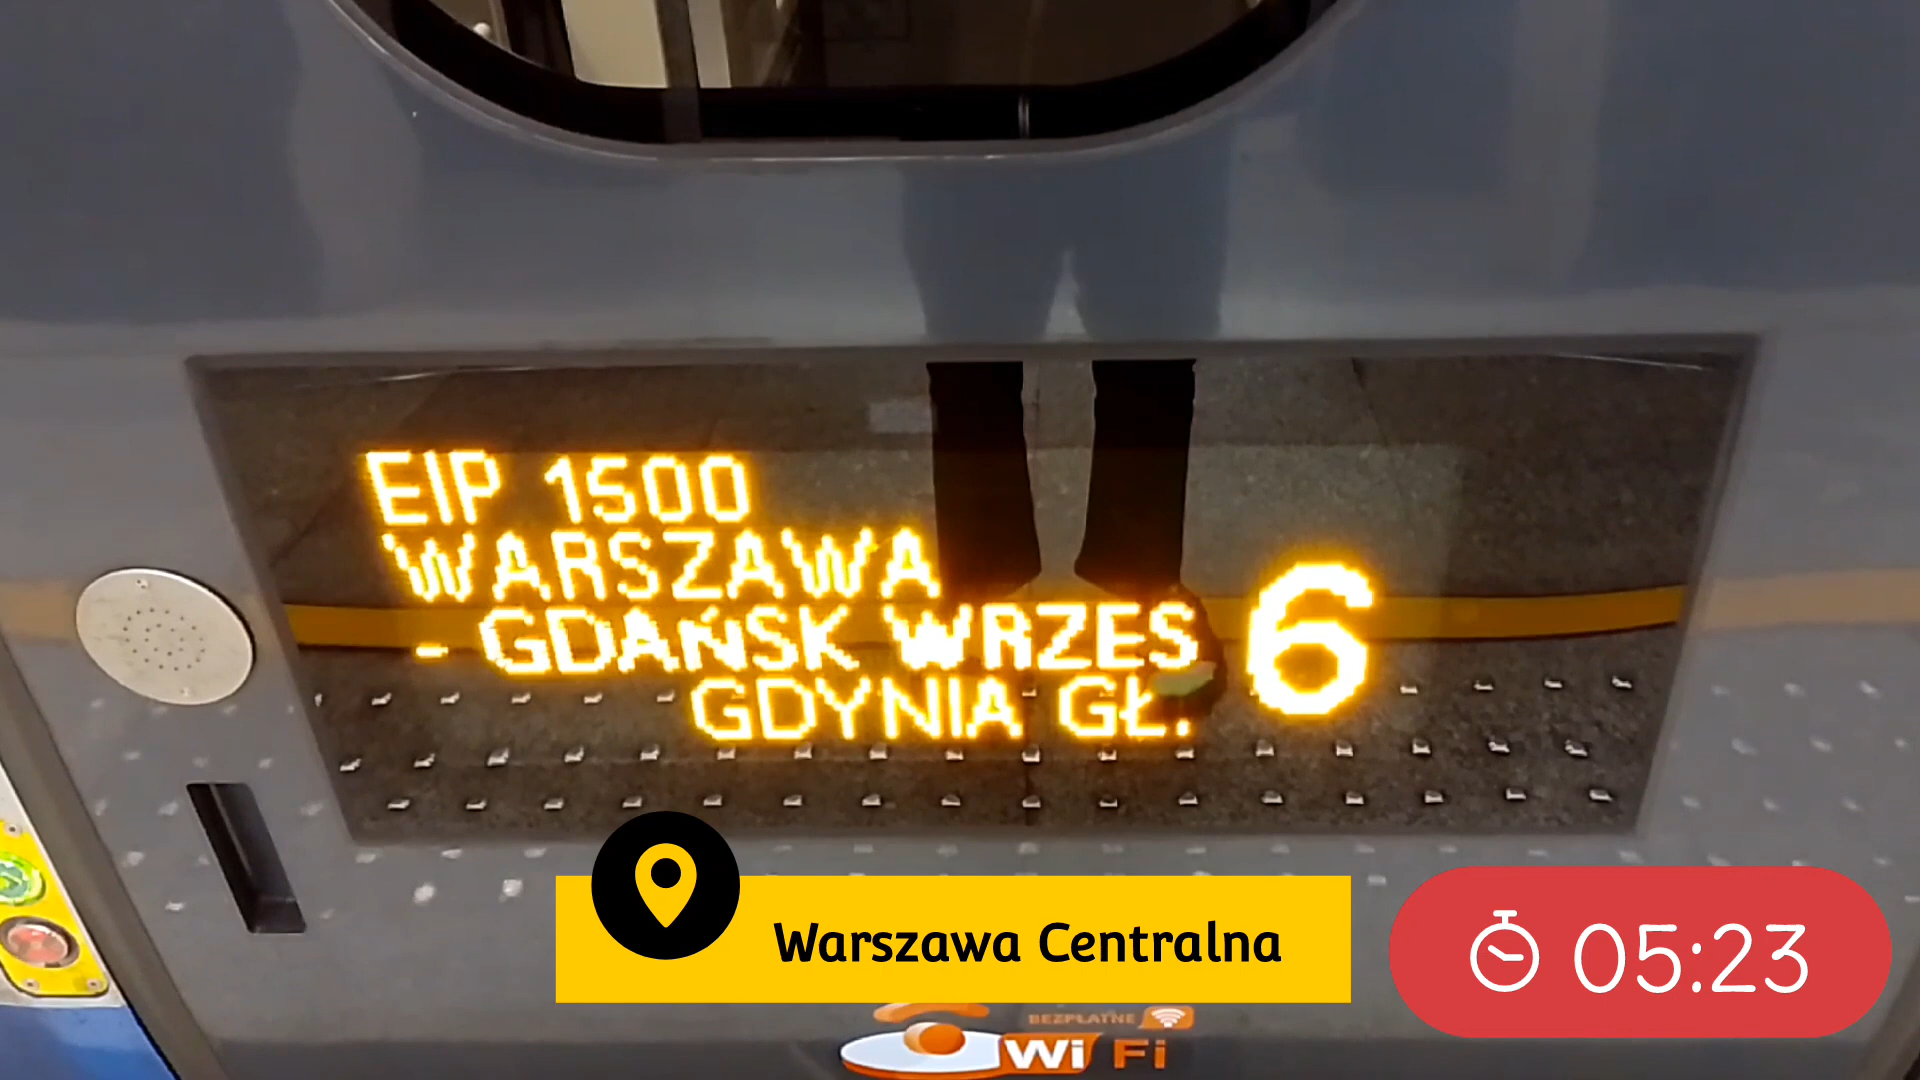 EIP 1500
WARSZAWA
- GDAŃSK WRZES
GDYNIA GŁ.
6
Warszawa Centralna
05:23
BEZPŁATNE
Wi Fi